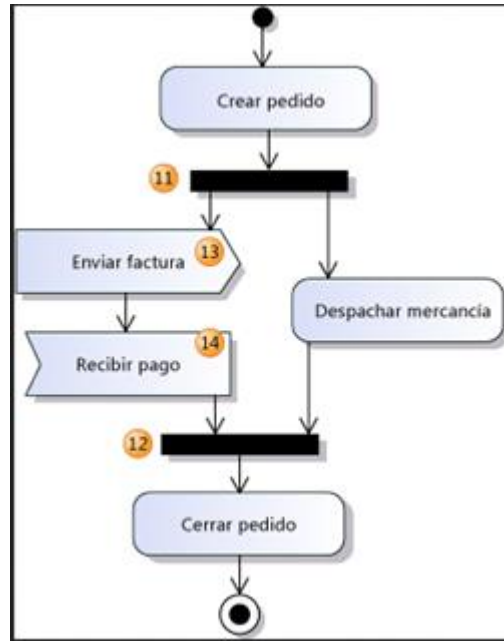 Crear pedido
11
13
Enviar factura
Despachar mercancía
14
Recibir pago
12
Cerrar pedido